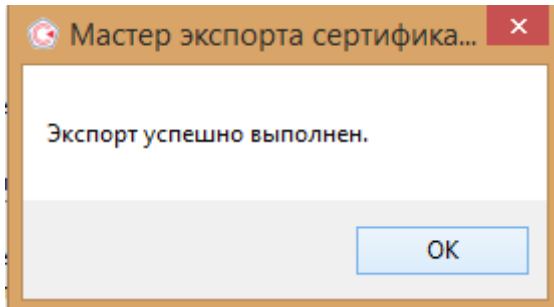 Мастер экспорта сертифика...
Экспорт успешно выполнен.
OK